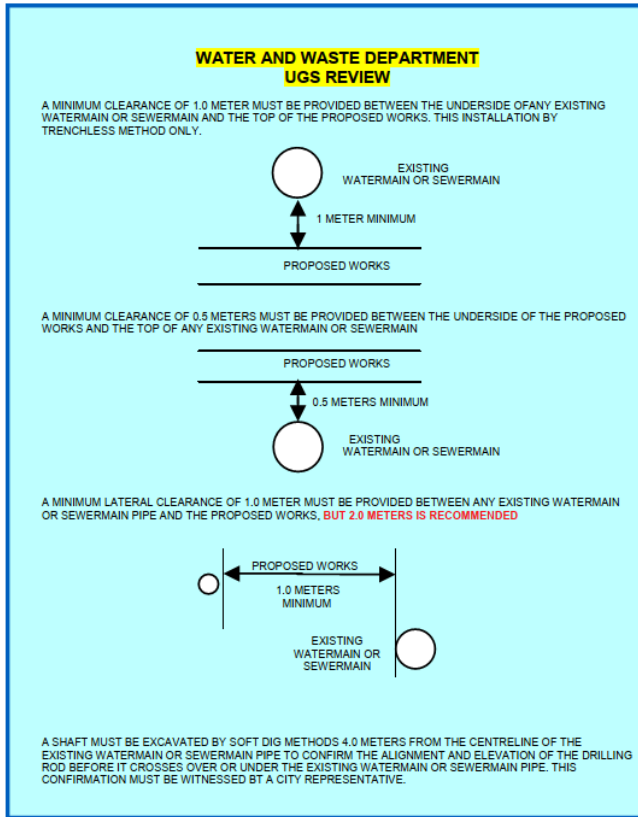 WATER AND WASTE DEPARTMENT
UGS REVIEW
A MINIMUM CLEARANCE OF 1.0 METER MUST BE PROVIDED BETWEEN THE UNDERSIDE OFANY EXISTING
WATERMAIN OR SEWERMAIN AND THE TOP OF THE PROPOSED WORKS. THIS INSTALLATION BY
TRENCHLESS METHOD ONLY.
EXISTING
WATERMAIN OR SEWERMAIN
1 METER MINIMUM
PROPOSED WORKS
A MINIMUM CLEARANCE OF 0.5 METERS MUST BE PROVIDED BETWEEN THE UNDERSIDE OF THE PROPOSED
WORKS AND THE TOP OF ANY EXISTING WATERMAIN OR SEWERMAIN
PROPOSED WORKS
0.5 METERS MINIMUM
EXISTING
WATERMAIN OR SEWERMAIN
A MINIMUM LATERAL CLEARANCE OF 1.0 METER MUST BE PROVIDED BETWEEN ANY EXISTING WATERMAIN
OR SEWERMAIN PIPE AND THE PROPOSED WORKS, BUT 2.0 METERS IS RECOMMENDED
PROPOSED WORKS
1.0 METERS
MINIMUM
EXISTING
WATERMAIN OR
SEWERMAIN
A SHAFT MUST BE EXCAVATED BY SOFT DIG METHODS 4.0 METERS FROM THE CENTRELINE OF THE
EXISTING WATERMAIN OR SEWERMAIN PIPE TO CONFIRM THE ALIGNMENT AND ELEVATION OF THE DRILLING
ROD BEFORE IT CROSSES OVER OR UNDER THE EXISTING WATERMAIN OR SEWERMAIN PIPE. THIS
CONFIRMATION MUST BE WITNESSED BT A CITY REPRESENTATIVE.